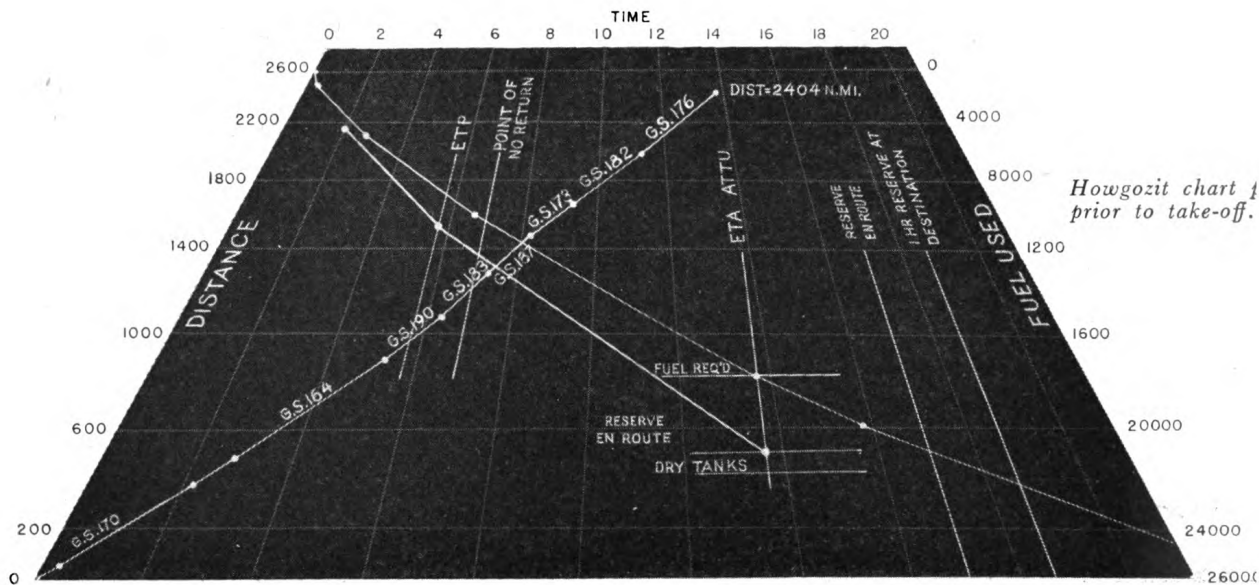 TIME
0 2 4 6 8 10 12 14 16 18 20
2600
2200
1800
1400
1000
600
200
0
DISTANCE
0
4000
8000
1200
1600
20000
24000
26000
FUEL USED
ETP
POINT OF
NO RETURN
DIST=2404 N.MI.
G.S.176
G.S.182
G.S.173
G.S.167
G.S.183
G.S.190
G.S.164
G.S.170
ETA ATTU
RESERVE
EN ROUTE
1 HR RESERVE AT
DESTINATION
FUEL REQ'D
RESERVE
EN ROUTE
DRY TANKS
Howgozit chart
prior to take-off.